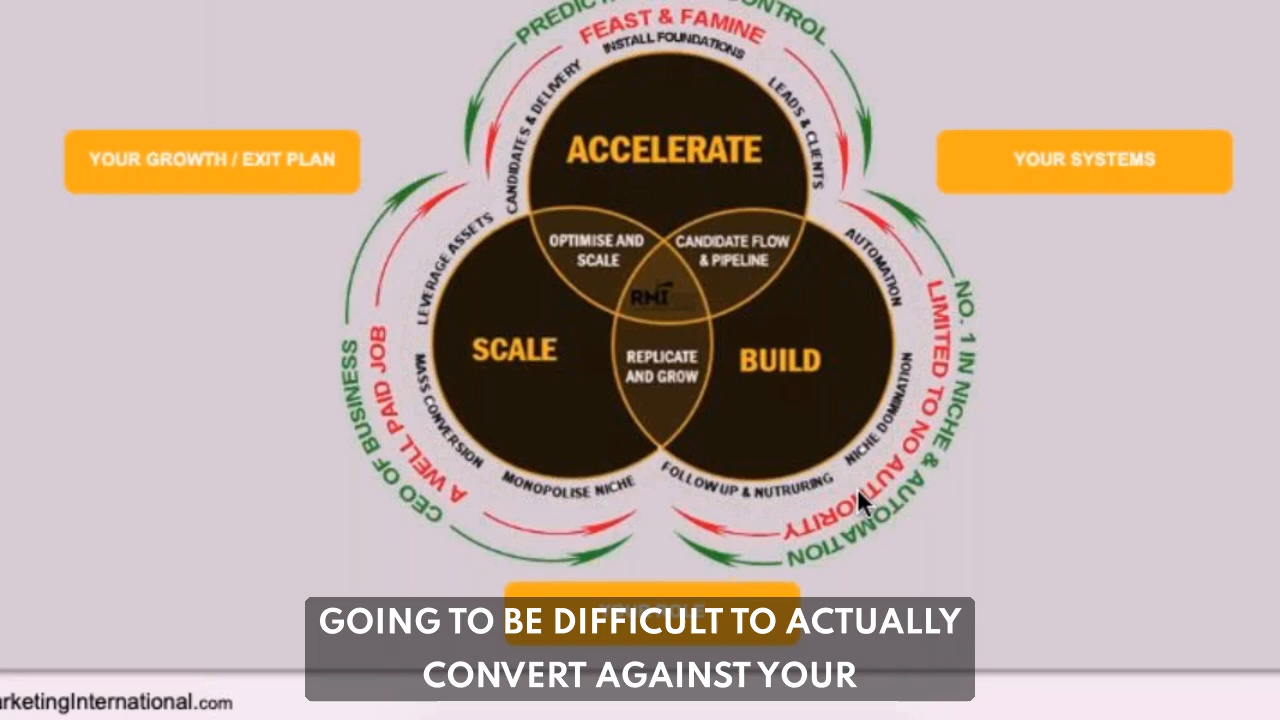 FEAST & FAMINE
INSTALL FOUNDATIONS
CANDIDATES & DELIVERY
LEADS & CLIENTS
ACCELERATE
YOUR GROWTH / EXIT PLAN
YOUR SYSTEMS
OPTIMISE AND
SCALE
CANDIDATE FLOW
& PIPELINE
RMI
LEVERAGE ASSETS
AUTOMATION
SCALE
BUILD
REPLICATE
AND GROW
MASS CONVERSION
NICHE DOMINATION
MONOPOLISE NICHE
FOLLOW UP & NUTRURING
CEO OF BUSINESS
A WELL PAID JOB
LIMITED TO NO AUTHORITY
NO. 1 IN NICHE & AUTOMATION
GOING TO BE DIFFICULT TO ACTUALLY
CONVERT AGAINST YOUR
arketingInternational.com